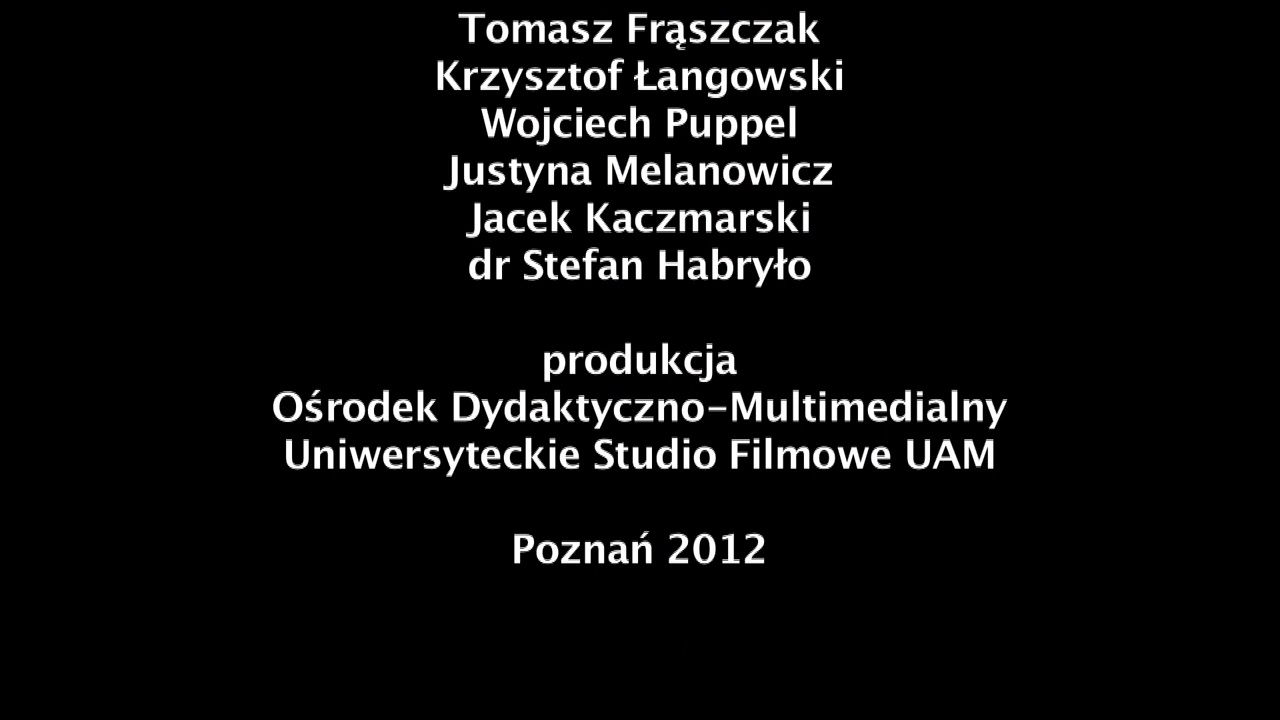 Tomasz Frąszczak
Krzysztof Łangowski
Wojciech Puppel
Justyna Melanowicz
Jacek Kaczmarski
dr Stefan Habryło
produkcja
Ośrodek Dydaktyczno-Multimedialny
Uniwersyteckie Studio Filmowe UAM
Poznań 2012